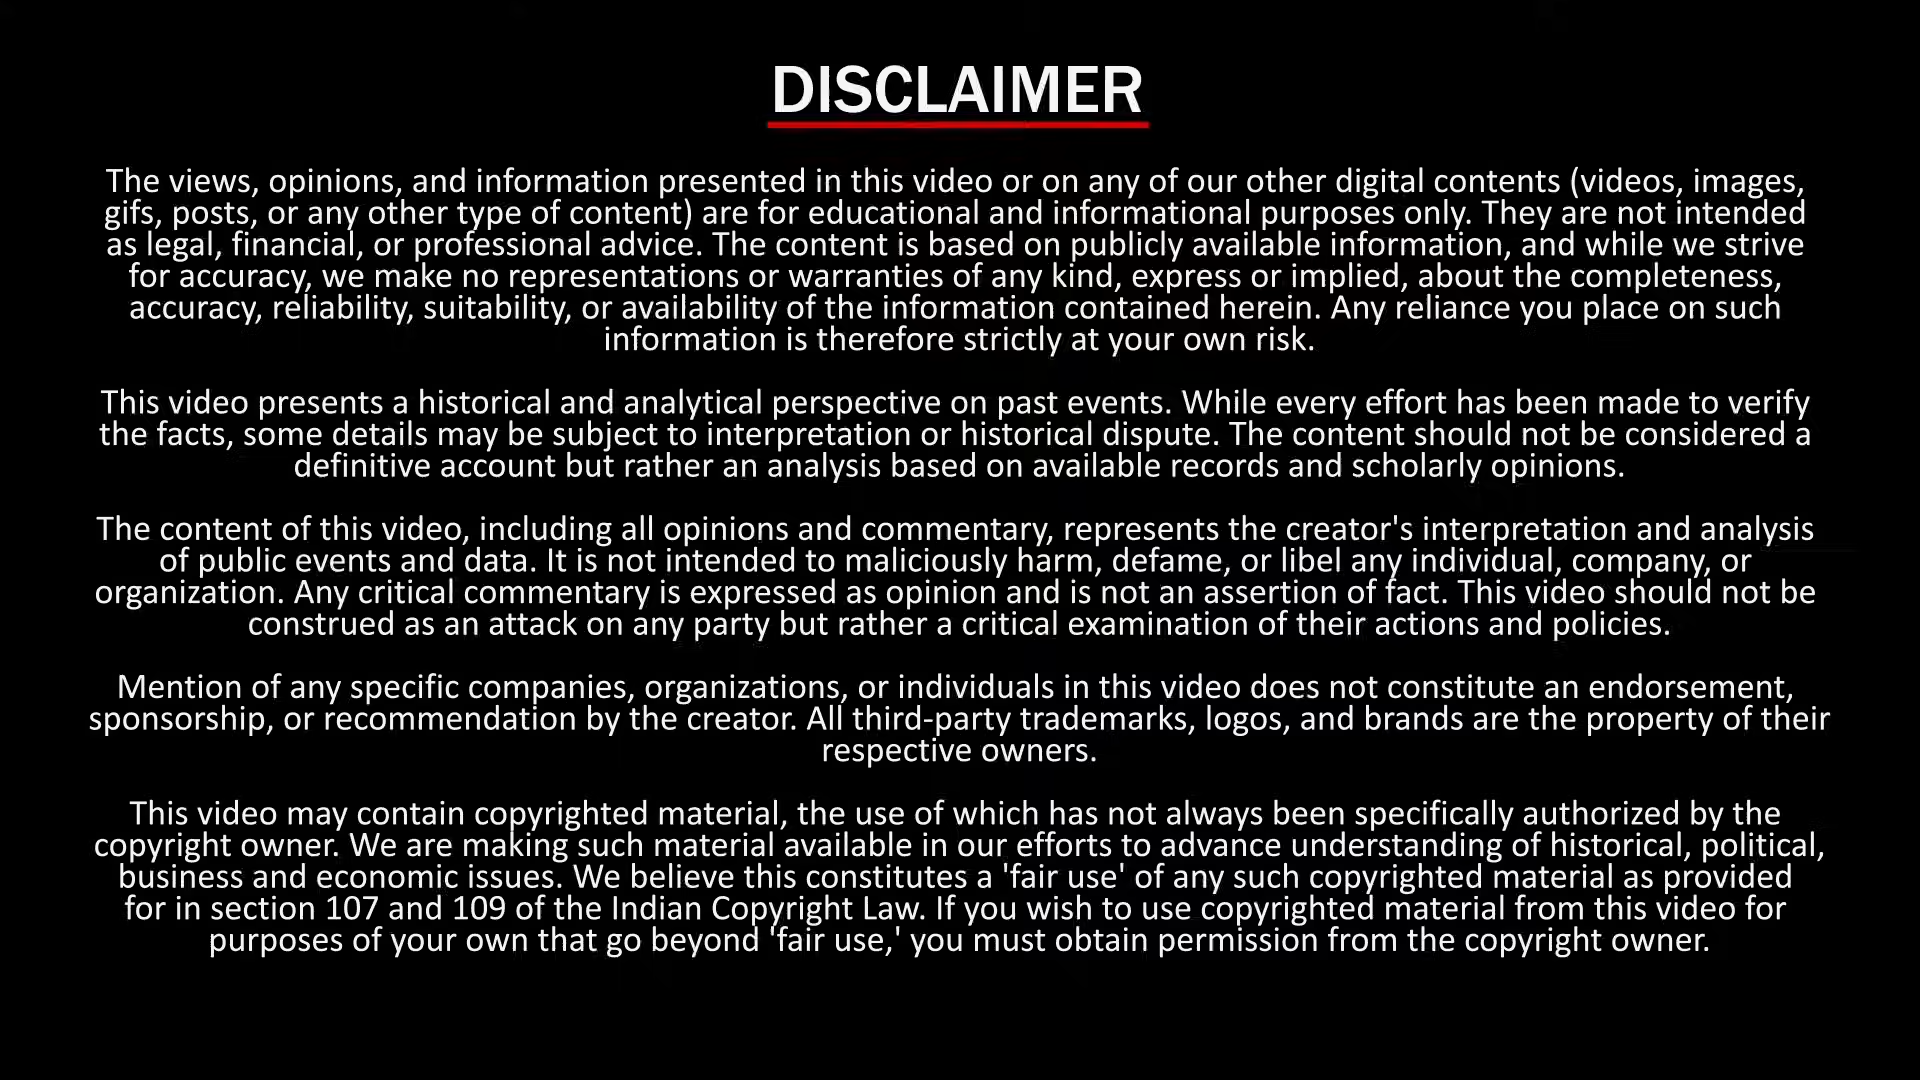 DISCLAIMER
The views, opinions, and information presented in this video or on any of our other digital contents (videos, images,
gifs, posts, or any other type of content) are for educational and informational purposes only. They are not intended
as legal, financial, or professional advice. The content is based on publicly available information, and while we strive
for accuracy, we make no representations or warranties of any kind, express or implied, about the completeness,
accuracy, reliability, suitability, or availability of the information contained herein. Any reliance you place on such
information is therefore strictly at your own risk.
This video presents a historical and analytical perspective on past events. While every effort has been made to verify
the facts, some details may be subject to interpretation or historical dispute. The content should not be considered a
definitive account but rather an analysis based on available records and scholarly opinions.
The content of this video, including all opinions and commentary, represents the creator's interpretation and analysis
of public events and data. It is not intended to maliciously harm, defame, or libel any individual, company, or
organization. Any critical commentary is expressed as opinion and is not an assertion of fact. This video should not be
construed as an attack on any party but rather a critical examination of their actions and policies.
Mention of any specific companies, organizations, or individuals in this video does not constitute an endorsement,
sponsorship, or recommendation by the creator. All third-party trademarks, logos, and brands are the property of their
respective owners.
This video may contain copyrighted material, the use of which has not always been specifically authorized by the
copyright owner. We are making such material available in our efforts to advance understanding of historical, political,
business and economic issues. We believe this constitutes a 'fair use' of any such copyrighted material as provided
for in section 107 and 109 of the Indian Copyright Law. If you wish to use copyrighted material from this video for
purposes of your own that go beyond 'fair use,' you must obtain permission from the copyright owner.